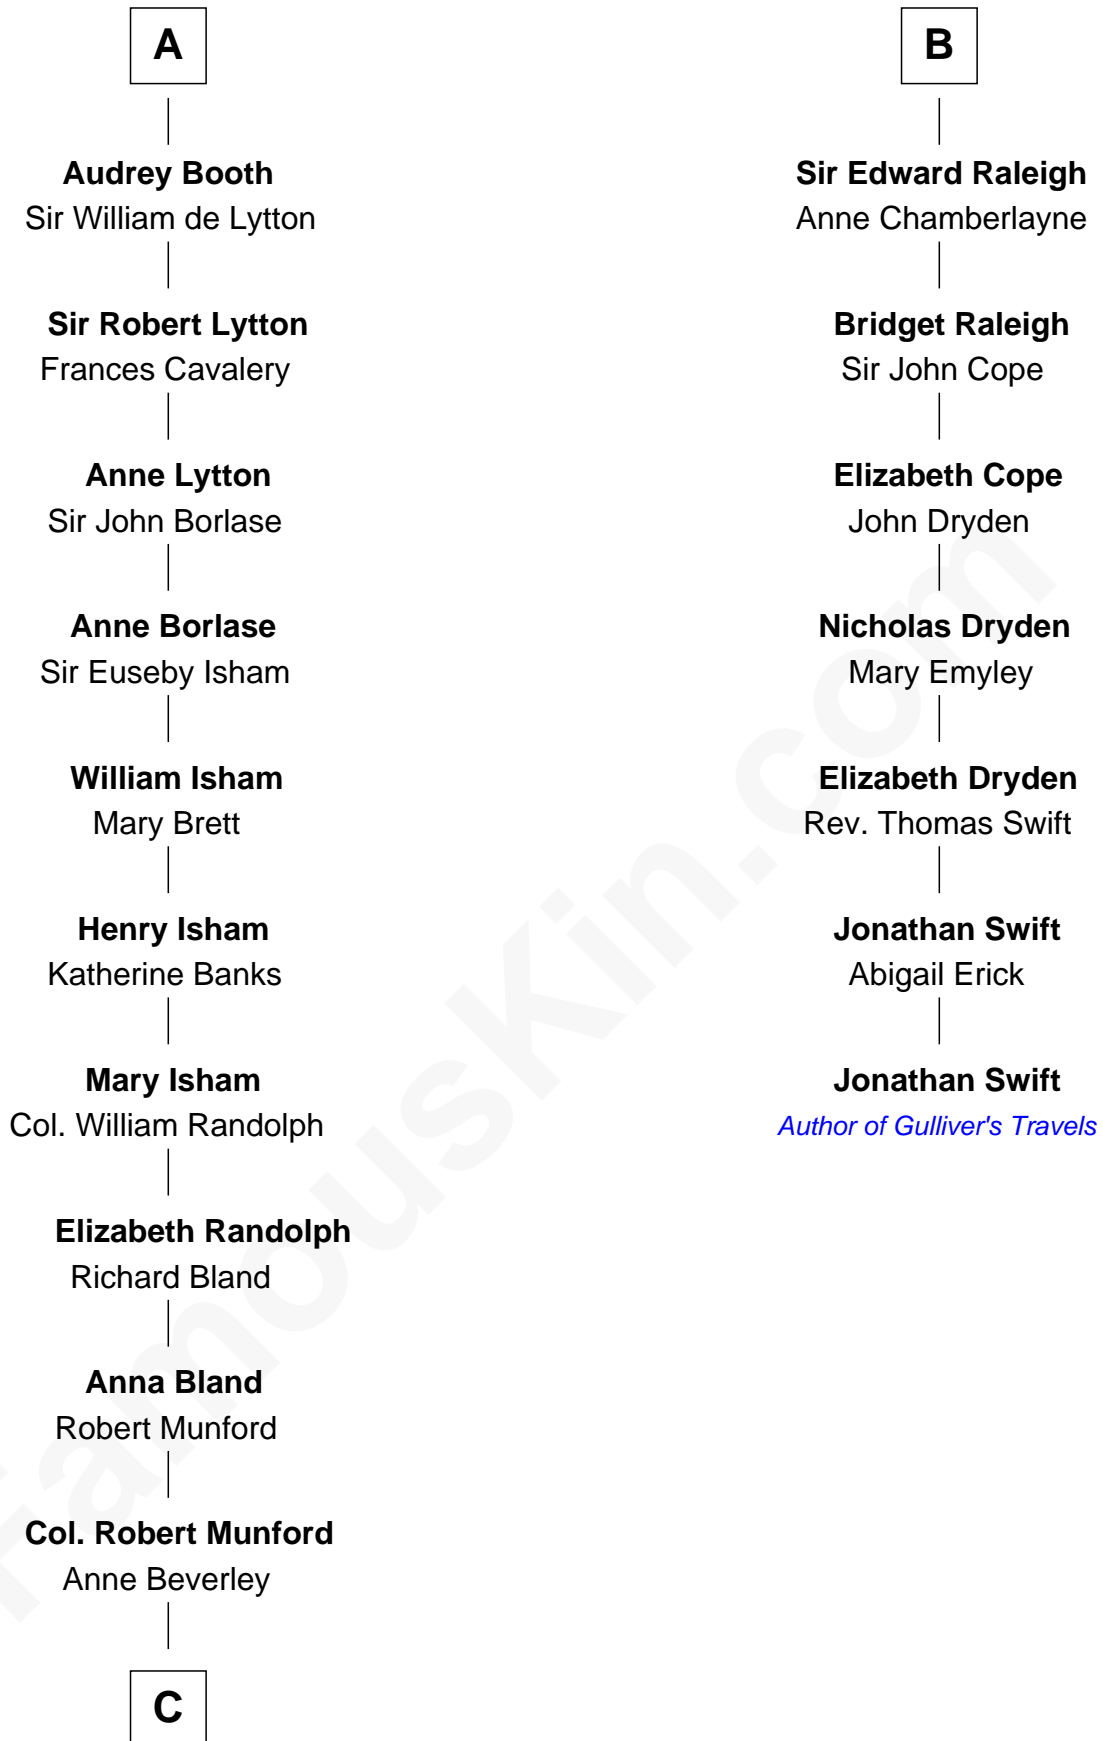 A
Audrey Booth
Sir William de Lytton
Sir Robert Lytton
Frances Cavalery
Anne Lytton
Sir John Borlase
Anne Borlase
Sir Euseby Isham
William Isham
Mary Brett
Henry Isham
Katherine Banks
Mary Isham
Col. William Randolph
Elizabeth Randolph
Richard Bland
Anna Bland
Robert Munford
Col. Robert Munford
Anne Beverley
C
B
Sir Edward Raleigh
Anne Chamberlayne
Bridget Raleigh
Sir John Cope
Elizabeth Cope
John Dryden
Nicholas Dryden
Mary Emyley
Elizabeth Dryden
Rev. Thomas Swift
Jonathan Swift
Abigail Erick
Jonathan Swift
Author of Gulliver's Travels
FamousKin.com